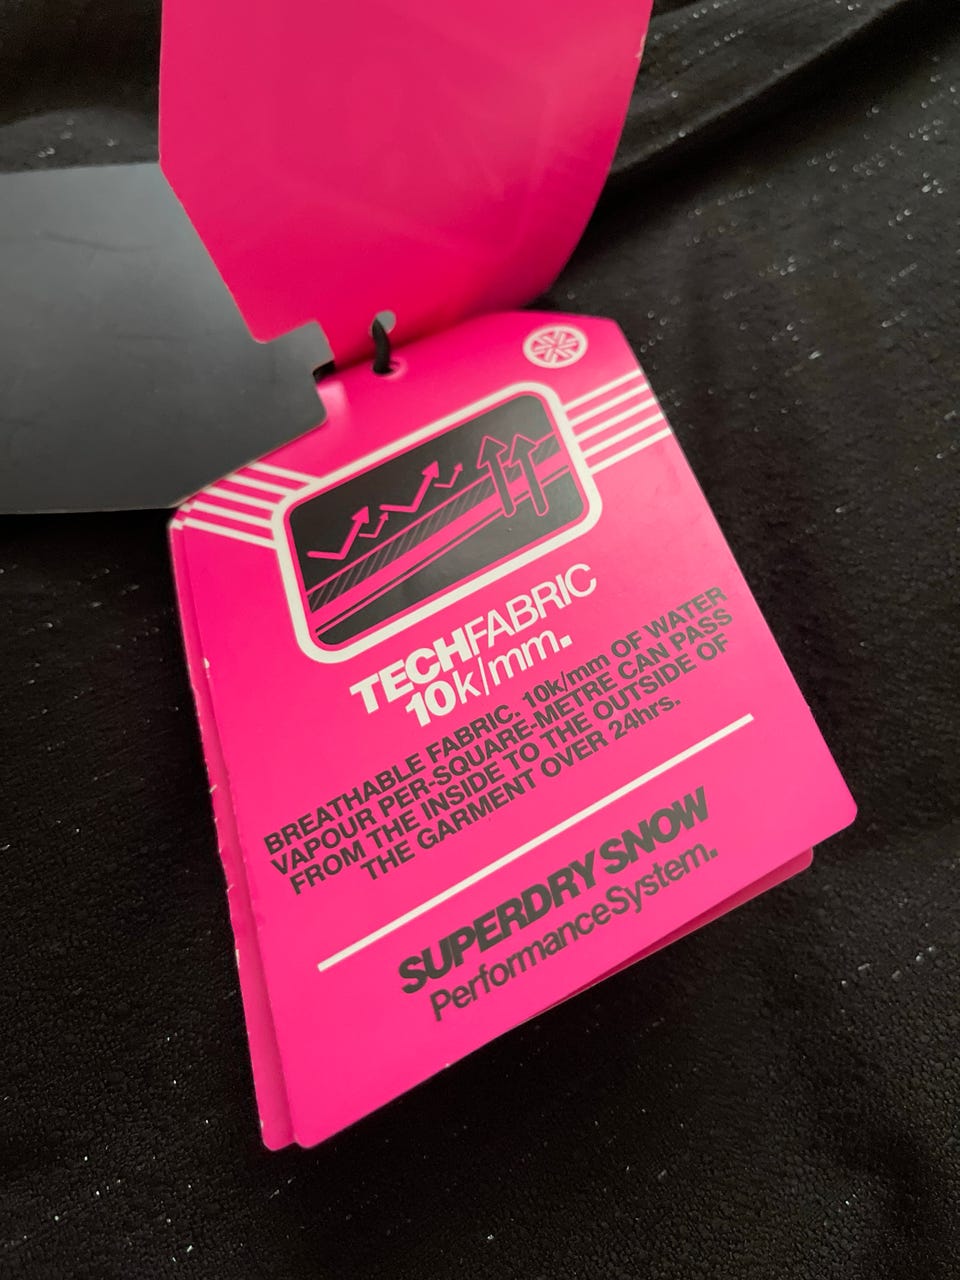 TECHFABRIC
10k/mm.
BREATHABLE FABRIC. 10k/mm OF WATER
VAPOUR PER-SQUARE-METRE CAN PASS
FROM THE INSIDE TO THE OUTSIDE OF
THE GARMENT OVER 24hrs.
SUPERDRY SNOW
PerformanceSystem.